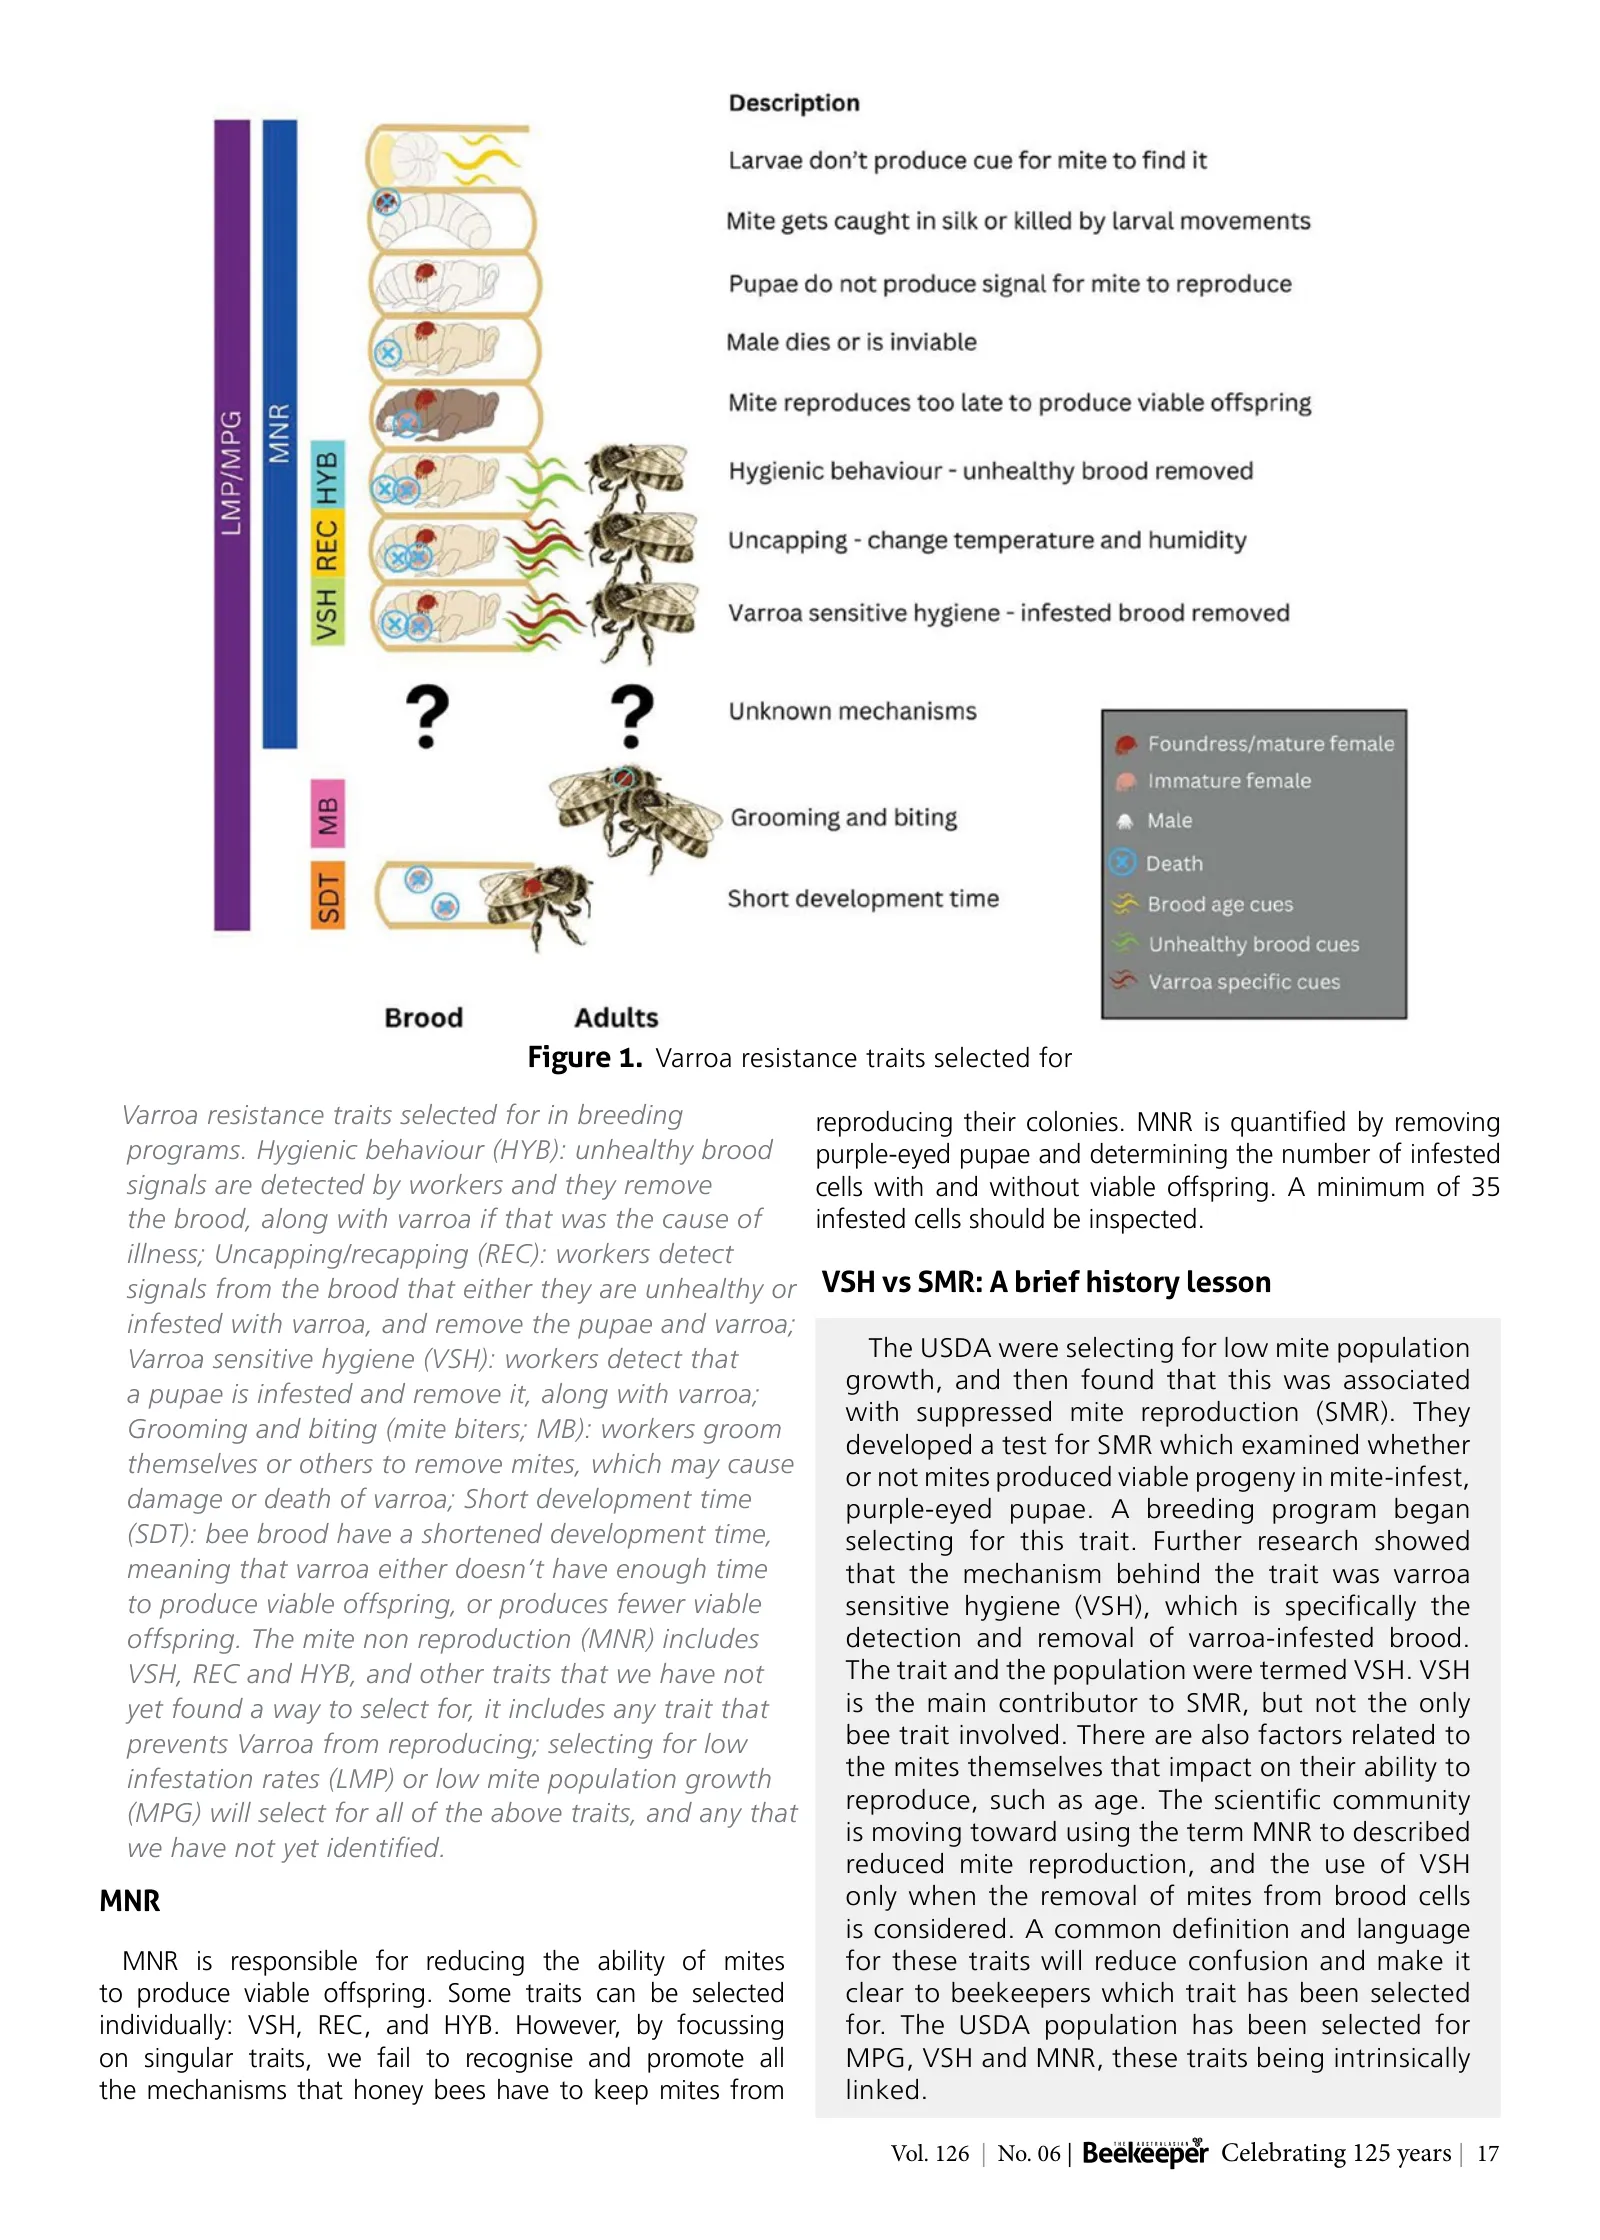 Description
Larvae don't produce cue for mite to find it
Mite gets caught in silk or killed by larval movements
Pupae do not produce signal for mite to reproduce
Male dies or is inviable
Mite reproduces too late to produce viable offspring
Hygienic behaviour - unhealthy brood removed
Uncapping - change temperature and humidity
Varroa sensitive hygiene - infested brood removed
Unknown mechanisms
Grooming and biting
Short development time
LMP/MPG
MNR
HYB
REC
VSH
?
?
MB
SDT
Foundress/mature female
Immature female
Male
Death
Brood age cues
Unhealthy brood cues
Varroa specific cues
Brood
Adults
Figure 1. Varroa resistance traits selected for
Varroa resistance traits selected for in breeding
programs. Hygienic behaviour (HYB): unhealthy brood
signals are detected by workers and they remove
the brood, along with varroa if that was the cause of
illness; Uncapping/recapping (REC): workers detect
signals from the brood that either they are unhealthy or
infested with varroa, and remove the pupae and varroa;
Varroa sensitive hygiene (VSH): workers detect that
a pupae is infested and remove it, along with varroa;
Grooming and biting (mite biters; MB): workers groom
themselves or others to remove mites, which may cause
damage or death of varroa; Short development time
(SDT): bee brood have a shortened development time,
meaning that varroa either doesn't have enough time
to produce viable offspring, or produces fewer viable
offspring. The mite non reproduction (MNR) includes
VSH, REC and HYB, and other traits that we have not
yet found a way to select for, it includes any trait that
prevents Varroa from reproducing; selecting for low
infestation rates (LMP) or low mite population growth
(MPG) will select for all of the above traits, and any that
we have not yet identified.
MNR
MNR is responsible for reducing the ability of mites
to produce viable offspring. Some traits can be selected
individually: VSH, REC, and HYB. However, by focussing
on singular traits, we fail to recognise and promote all
the mechanisms that honey bees have to keep mites from
reproducing their colonies. MNR is quantified by removing
purple-eyed pupae and determining the number of infested
cells with and without viable offspring. A minimum of 35
infested cells should be inspected.
VSH vs SMR: A brief history lesson
The USDA were selecting for low mite population
growth, and then found that this was associated
with suppressed mite reproduction (SMR). They
developed a test for SMR which examined whether
or not mites produced viable progeny in mite-infest,
purple-eyed pupae. A breeding program began
selecting for this trait. Further research showed
that the mechanism behind the trait was varroa
sensitive hygiene (VSH), which is specifically the
detection and removal of varroa-infested brood.
The trait and the population were termed VSH. VSH
is the main contributor to SMR, but not the only
bee trait involved. There are also factors related to
the mites themselves that impact on their ability to
reproduce, such as age. The scientific community
is moving toward using the term MNR to described
reduced mite reproduction, and the use of VSH
only when the removal of mites from brood cells
is considered. A common definition and language
for these traits will reduce confusion and make it
clear to beekeepers which trait has been selected
for. The USDA population has been selected for
MPG, VSH and MNR, these traits being intrinsically
linked.
Vol. 126 | No. 06 | THE AUSTRALASIAN Beekeeper Celebrating 125 years | 17